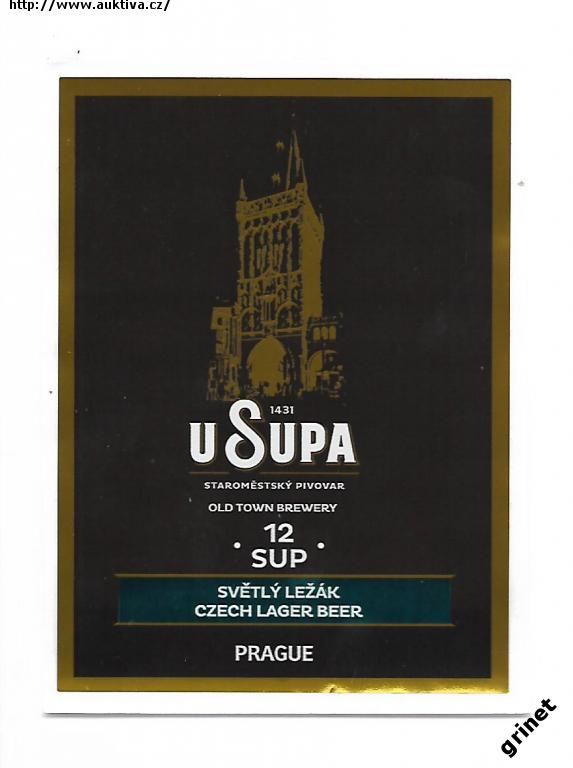 http://www.auktiva.cz/
1431
U SUPA
STAROMĚSTSKÝ PIVOVAR
OLD TOWN BREWERY
• 12 •
SUP
SVĚTLÝ LEŽÁK
CZECH LAGER BEER
PRAGUE
grinet